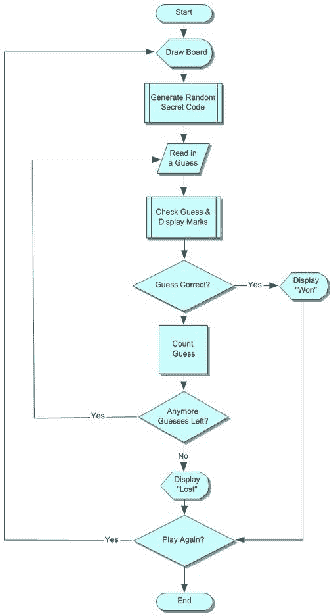 Start
Draw Board
Generate Random
Secret Code
Read in
a Guess
Check Guess &
Display Marks
Guess Correct?
Yes
Display
"Won"
Count
Guess
Anymore
Guesses Left?
Yes
No
Display
"Lost"
Play Again?
Yes
End